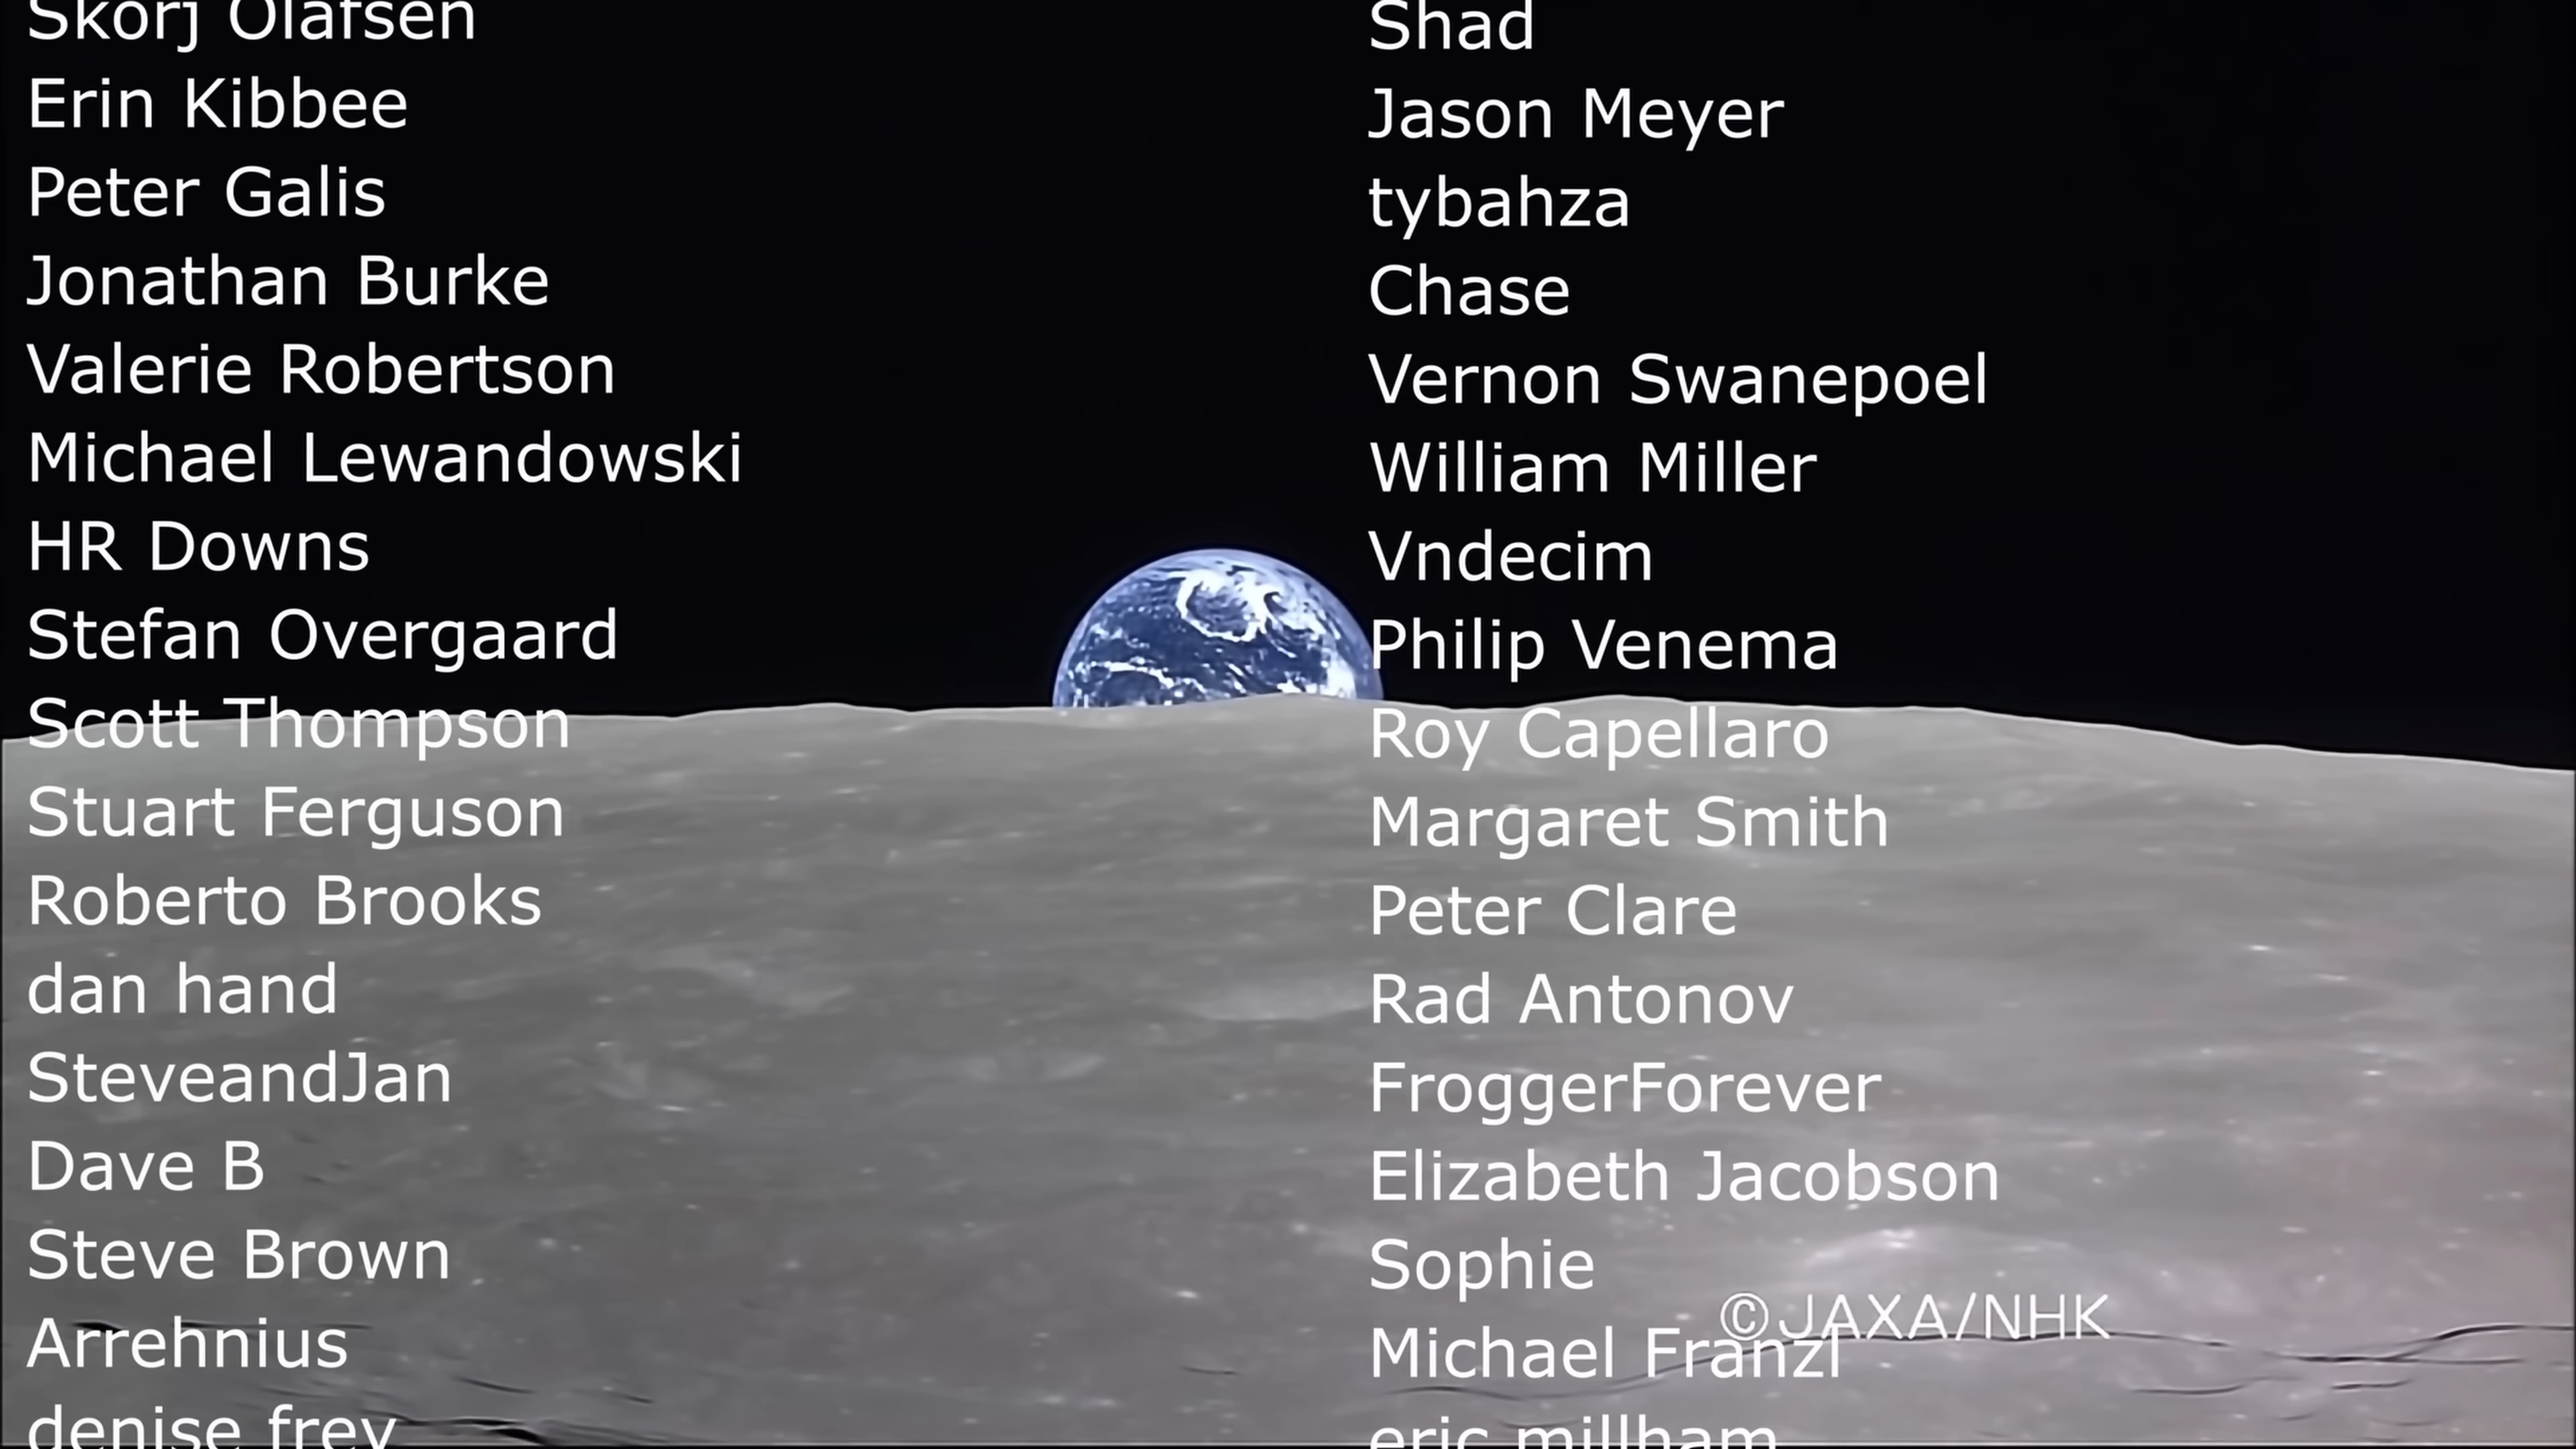 Skorj Olafsen
Erin Kibbee
Peter Galis
Jonathan Burke
Valerie Robertson
Michael Lewandowski
HR Downs
Stefan Overgaard
Scott Thompson
Stuart Ferguson
Roberto Brooks
dan hand
SteveandJan
Dave B
Steve Brown
Arrehnius
denise frey
Shad
Jason Meyer
tybahza
Chase
Vernon Swanepoel
William Miller
Vndecim
Philip Venema
Roy Capellaro
Margaret Smith
Peter Clare
Rad Antonov
FroggerForever
Elizabeth Jacobson
Sophie
©JAXA/NHK
Michael Franzl
eric millham